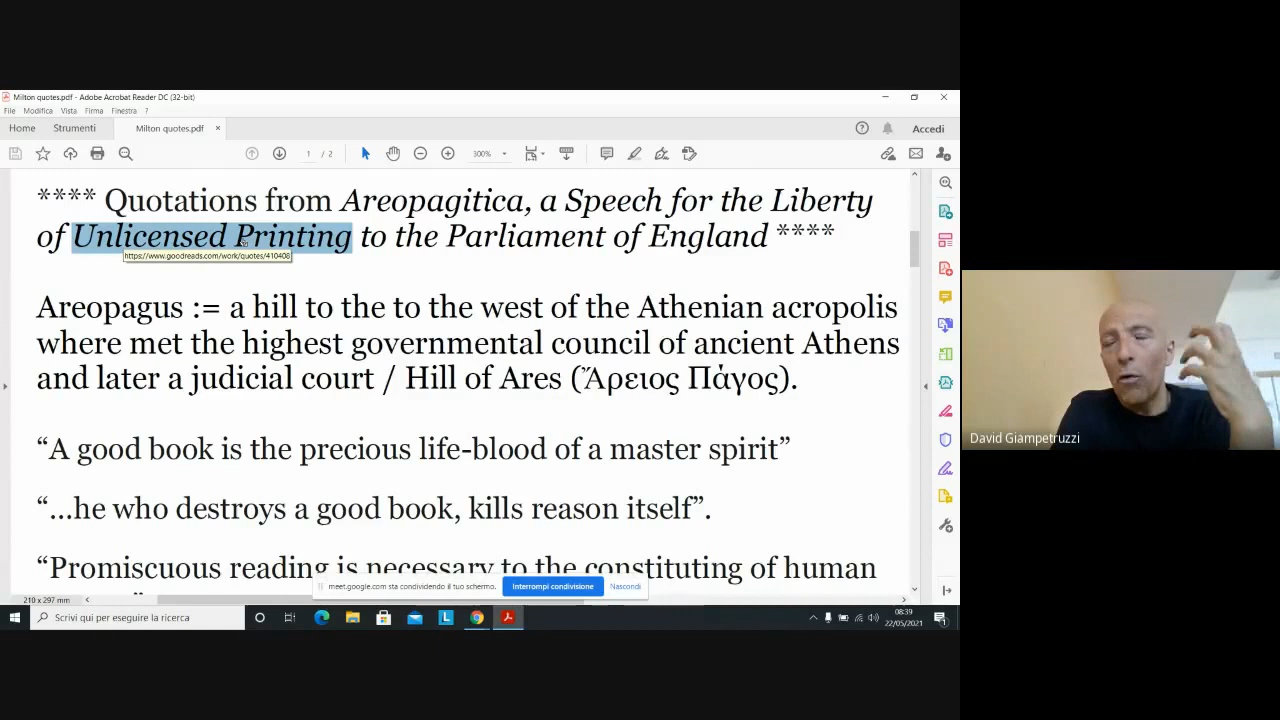 Milton quotes.pdf - Adobe Acrobat Reader DC (32-bit)
File Modifica Vista Firma Finestra ?
Home Strumenti Milton quotes.pdf × Accedi
1 / 2 300%
**** Quotations from Areopagitica, a Speech for the Liberty
of Unlicensed Printing to the Parliament of England ****
https://www.goodreads.com/work/quotes/410408
Areopagus := a hill to the to the west of the Athenian acropolis
where met the highest governmental council of ancient Athens
and later a judicial court / Hill of Ares (Ἄρειος Πάγος).
“A good book is the precious life-blood of a master spirit”
“...he who destroys a good book, kills reason itself”.
“Promiscuous reading is necessary to the constituting of human
David Giampetruzzi
meet.google.com sta condividendo il tuo schermo. Interrompi condivisione Nascondi
210 x 297 mm
Scrivi qui per eseguire la ricerca
08:39
22/05/2021